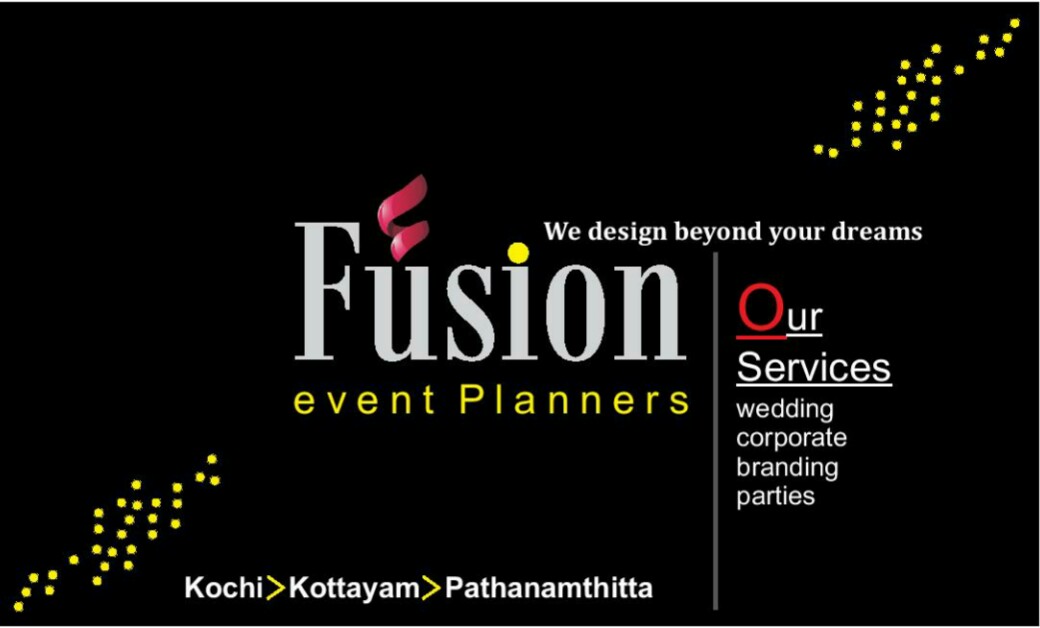 We design beyond your dreams
Fusion
event Planners
Our
Services
wedding
corporate
branding
parties
Kochi>Kottayam>Pathanamthitta